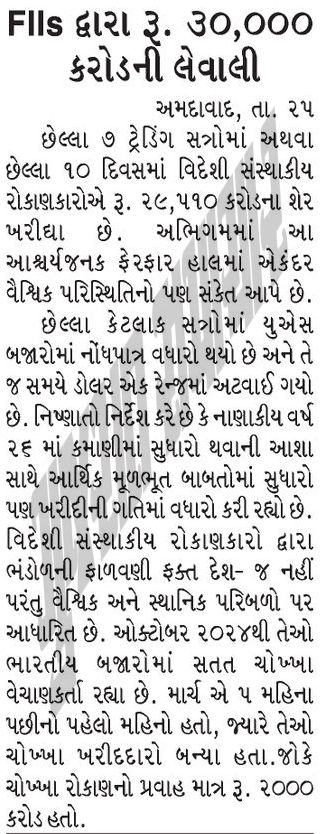 FIIs દ્વારા રૂ. ૩૦,૦૦૦
કરોડની લેવાલી
અમદાવાદ, તા. ૨૫
છેલ્લા ૭ ટ્રેડિંગ સત્રોમાં અથવા
છેલ્લા ૧૦ દિવસમાં વિદેશી સંસ્થાકીય
રોકાણકારોએ રૂ. ૨૯,૫૧૦ કરોડના શેર
ખરીદ્યા છે. અભિગમમાં આ
આશ્ચર્યજનક ફેરફાર હાલમાં એકંદર
વૈશ્વિક પરિસ્થિતિનો પણ સંકેત આપે છે.
છેલ્લા કેટલાક સત્રોમાં યુએસ
બજારોમાં નોંધપાત્ર વધારો થયો છે અને તે
જ સમયે ડોલર એક રેન્જમાં અટવાઈ ગયો
છે. નિષ્ણાતો નિર્દેશ કરે છે કે નાણાકીય વર્ષ
૨૬ માં કમાણીમાં સુધારો થવાની આશા
સાથે આર્થિક મૂળભૂત બાબતોમાં સુધારો
પણ ખરીદીની ગતિમાં વધારો કરી રહ્યો છે.
વિદેશી સંસ્થાકીય રોકાણકારો દ્વારા
ભંડોળની ફાળવણી ફક્ત દેશ- જ નહીં
પરંતુ વૈશ્વિક અને સ્થાનિક પરિબળો પર
આધારિત છે. ઓક્ટોબર ૨૦૨૪થી તેઓ
ભારતીય બજારોમાં સતત ચોખ્ખા
વેચાણકર્તા રહ્યા છે. માર્ચ એ ૫ મહિના
પછીનો પહેલો મહિનો હતો, જ્યારે તેઓ
ચોખ્ખા ખરીદદારો બન્યા હતા.જોકે
ચોખ્ખા રોકાણનો પ્રવાહ માત્ર રૂ. ૨૦૦૦
કરોડ હતો.